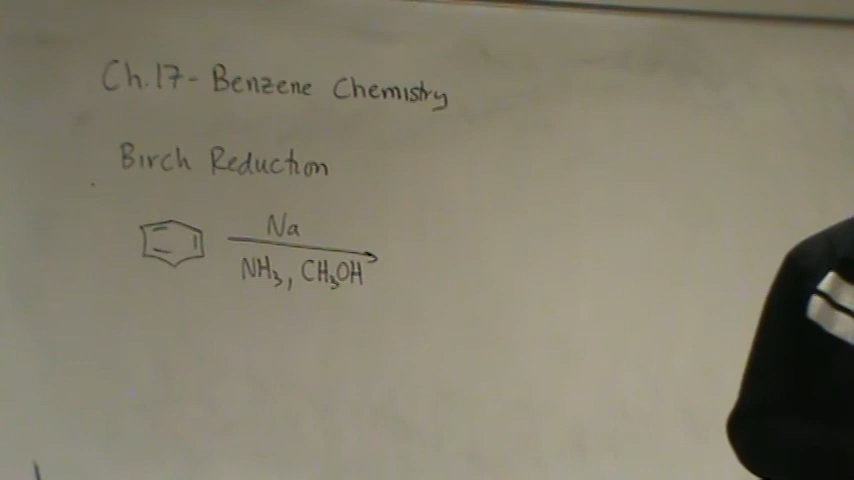 Ch.17- Benzene Chemistry
Birch Reduction
Na
NH₃, CH₃OH